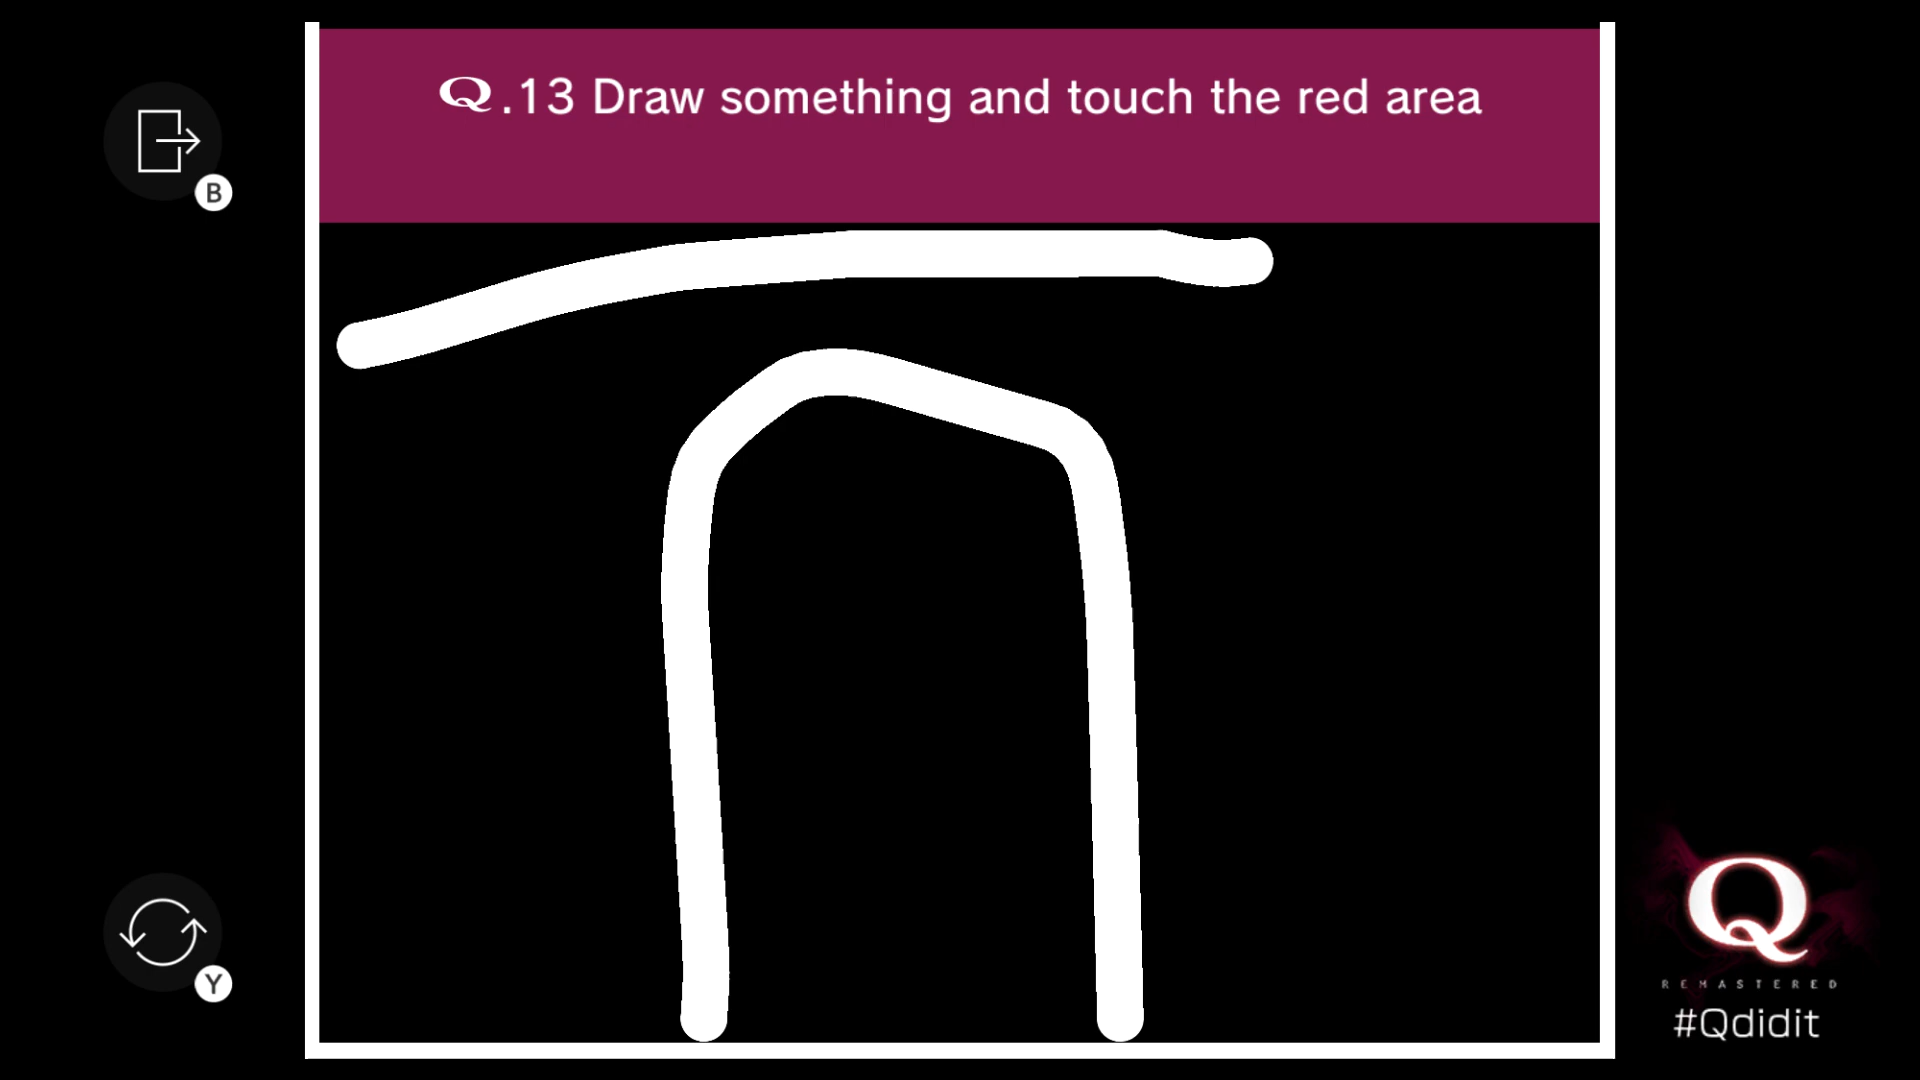 Q.13 Draw something and touch the red area
B
Y
Q
REMASTERED
#Qdidit